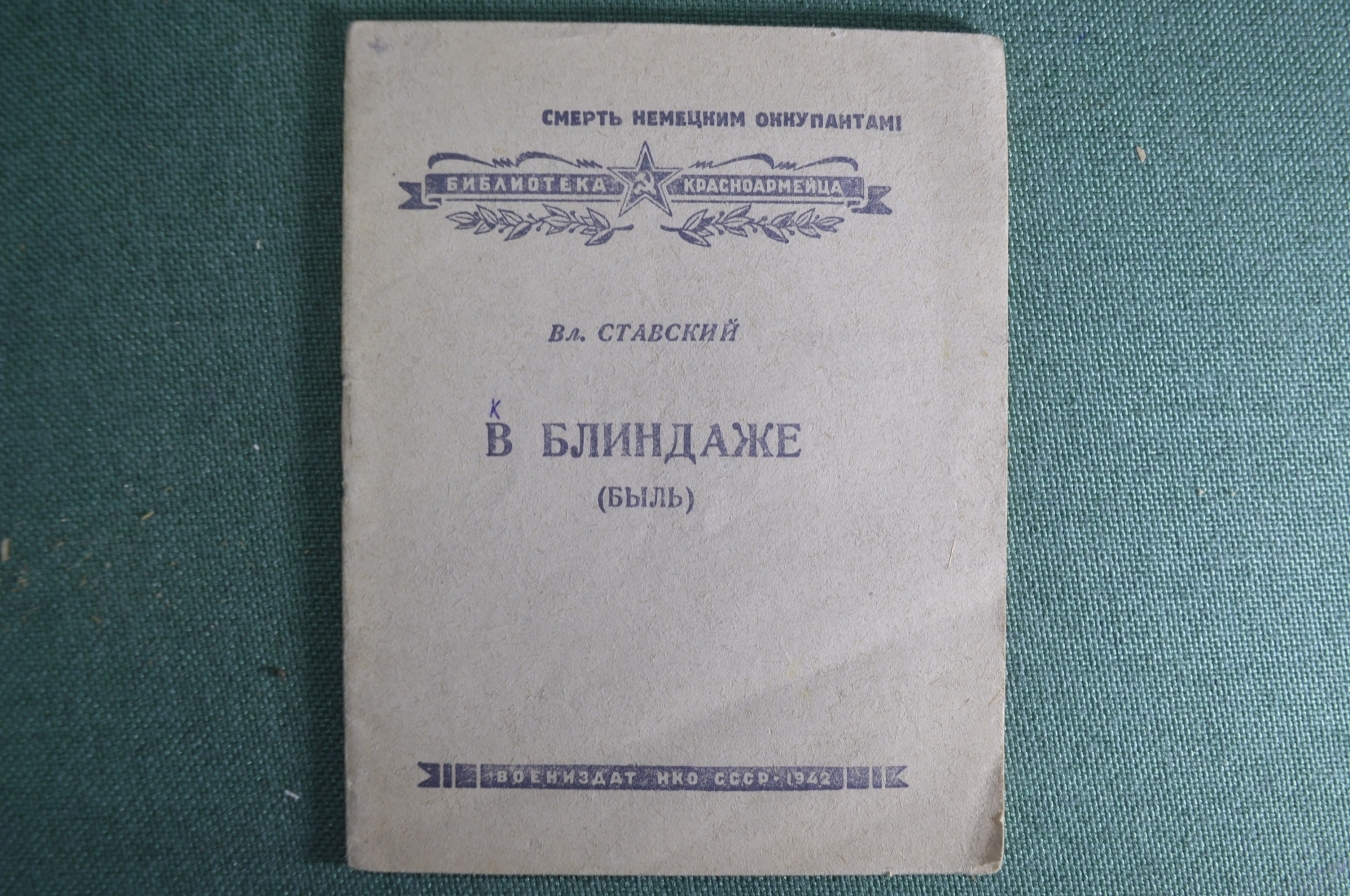 СМЕРТЬ НЕМЕЦКИМ ОККУПАНТАМ!
БИБЛИОТЕКА КРАСНОАРМЕЙЦА
Вл. СТАВСКИЙ
К
В БЛИНДАЖЕ
(БЫЛЬ)
ВОЕНИЗДАТ НКО СССР-1942